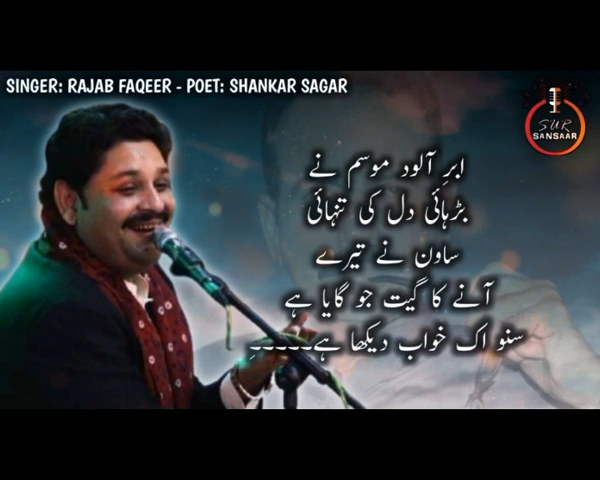 SINGER: RAJAB FAQEER - POET: SHANKAR SAGAR
SUR
SANSAAR
ابرِ آلود موسم نے
بڑہائی دل کی تنہائی
ساون نے تیرے
آنے کا گیت جو گایا ہے
سنو اک خواب دیکھا ہے۔۔۔۔۔